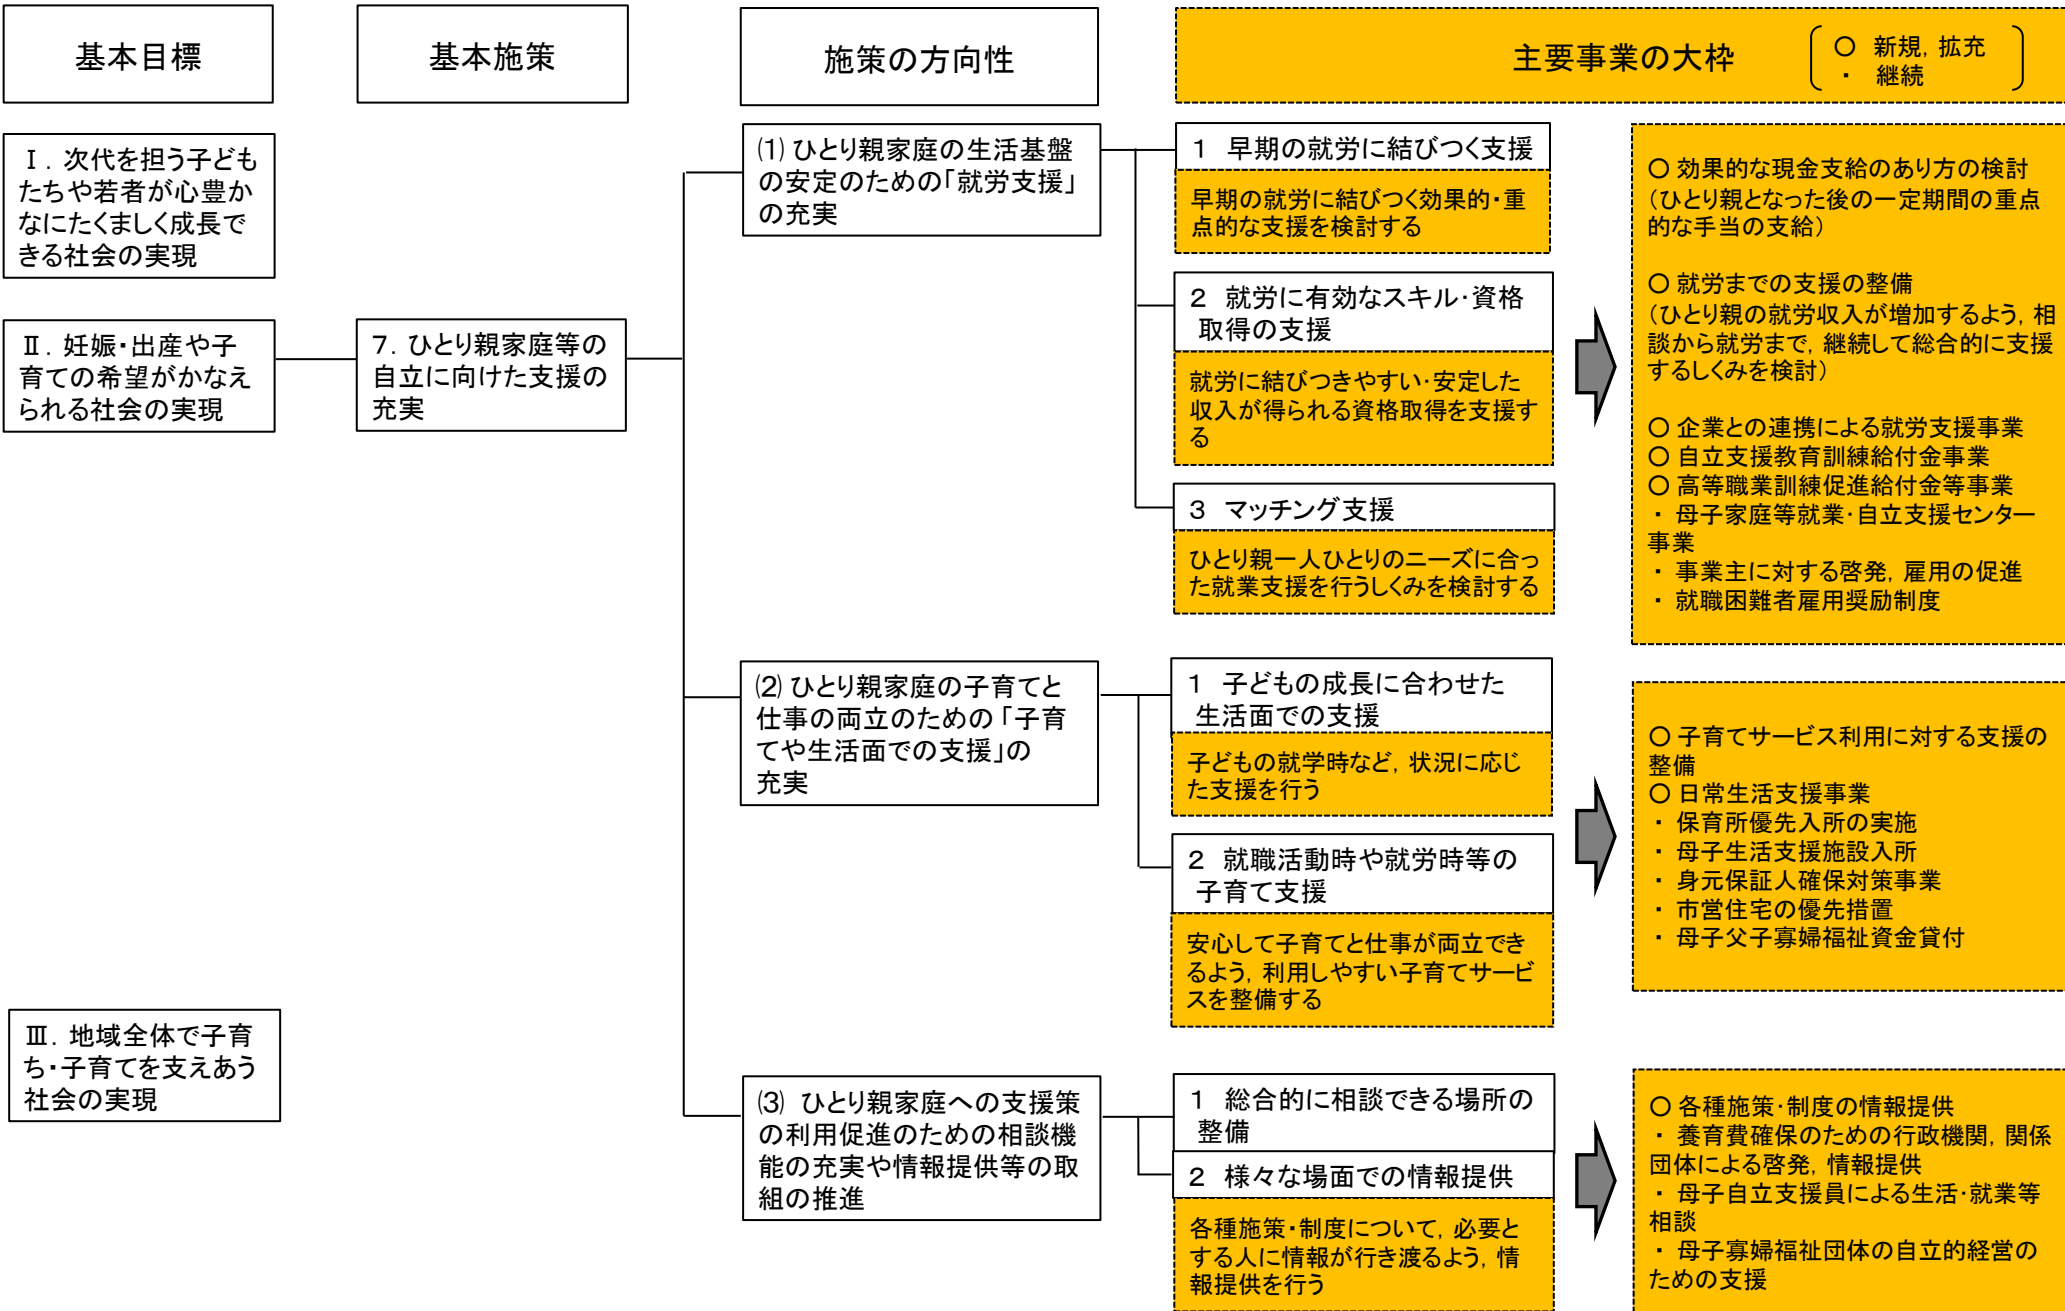 基本目標
基本施策
施策の方向性
主要事業の大枠
○ 新規, 拡充
・ 継続
Ⅰ．次代を担う子ども
たちや若者が心豊か
なにたくましく成長で
きる社会の実現
Ⅱ．妊娠・出産や子
育ての希望がかなえ
られる社会の実現
Ⅲ．地域全体で子育
ち・子育てを支えあう
社会の実現
7．ひとり親家庭等の
自立に向けた支援の
充実
⑴ ひとり親家庭の生活基盤
の安定のための「就労支援」
の充実
1 早期の就労に結びつく支援
早期の就労に結びつく効果的・重
点的な支援を検討する
2 就労に有効なスキル・資格
取得の支援
就労に結びつきやすい・安定した
収入が得られる資格取得を支援す
る
3 マッチング支援
ひとり親一人ひとりのニーズに合っ
た就業支援を行うしくみを検討する
○ 効果的な現金支給のあり方の検討
（ひとり親となった後の一定期間の重点
的な手当の支給）
○ 就労までの支援の整備
（ひとり親の就労収入が増加するよう, 相
談から就労まで, 継続して総合的に支援
するしくみを検討）
○ 企業との連携による就労支援事業
○ 自立支援教育訓練給付金事業
○ 高等職業訓練促進給付金等事業
・ 母子家庭等就業・自立支援センター
事業
・ 事業主に対する啓発, 雇用の促進
・ 就職困難者雇用奨励制度
⑵ ひとり親家庭の子育てと
仕事の両立のための「子育
てや生活面での支援」の
充実
1 子どもの成長に合わせた
生活面での支援
子どもの就学時など, 状況に応じ
た支援を行う
2 就職活動時や就労時等の
子育て支援
安心して子育てと仕事が両立でき
るよう, 利用しやすい子育てサービ
スを整備する
○ 子育てサービス利用に対する支援の
整備
○ 日常生活支援事業
・ 保育所優先入所の実施
・ 母子生活支援施設入所
・ 身元保証人確保対策事業
・ 市営住宅の優先措置
・ 母子父子寡婦福祉資金貸付
⑶ ひとり親家庭への支援策
の利用促進のための相談機
能の充実や情報提供等の取
組の推進
1 総合的に相談できる場所の
整備
2 様々な場面での情報提供
各種施策・制度について, 必要と
する人に情報が行き渡るよう, 情
報提供を行う
○ 各種施策・制度の情報提供
・ 養育費確保のための行政機関, 関係
団体による啓発, 情報提供
・ 母子自立支援員による生活・就業等
相談
・ 母子寡婦福祉団体の自立的経営の
ための支援